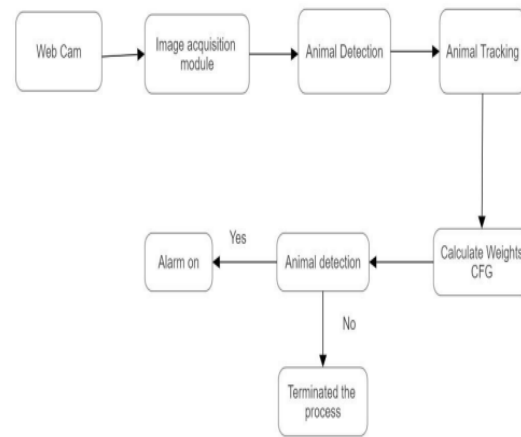 Web Cam
Image acquisition
module
Animal Detection
Animal Tracking
Calculate Weights
CFG
Animal detection
Yes
Alarm on
No
Terminated the
process